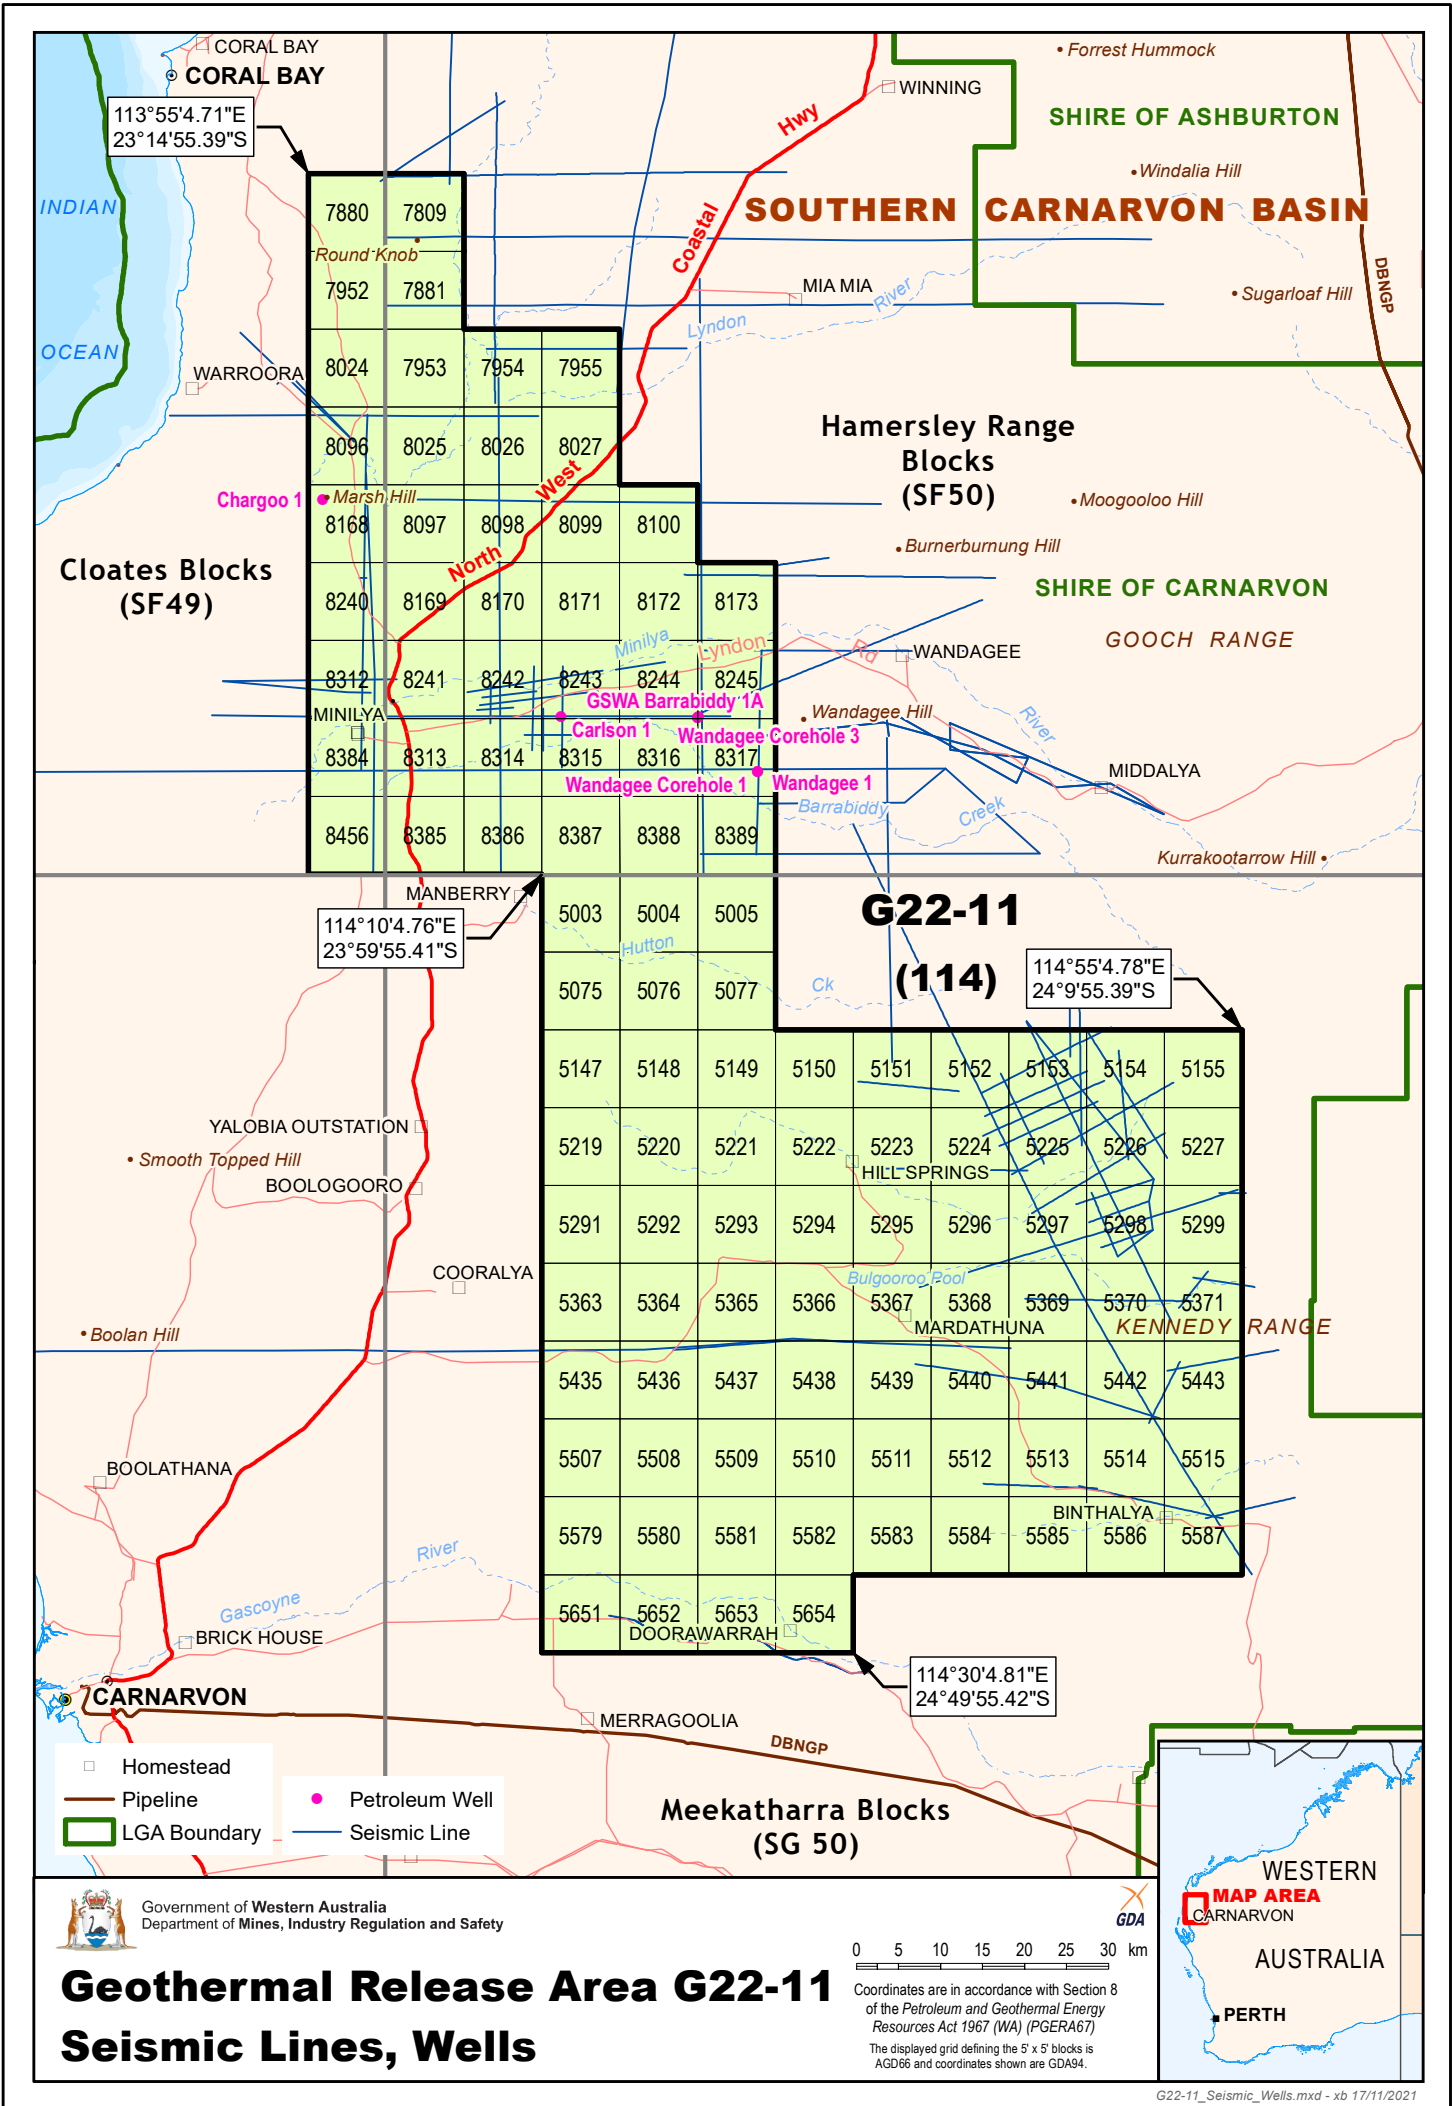 CORAL BAY
CORAL BAY
Forrest Hummock
WINNING
113°55'4.71"E
23°14'55.39"S
SHIRE OF ASHBURTON
Hwy
Windalia Hill
INDIAN
7880 7809
SOUTHERN CARNARVON BASIN
Coastal
Round Knob
DBNGP
7952 7881
MIA MIA
River
Sugarloaf Hill
Lyndon
OCEAN
WARROORA
8024 7953 7954 7955
Hamersley Range
Blocks
(SF50)
8096 8025 8026 8027
West
Chargoo 1
Marsh Hill
Moogooloo Hill
8168 8097 8098 8099 8100
Burnerburnung Hill
North
Cloates Blocks
(SF49)
SHIRE OF CARNARVON
8240 8169 8170 8171 8172 8173
GOOCH RANGE
Minilya
Lyndon
Rd
WANDAGEE
8312 8241 8242 8243 8244 8245
GSWA Barrabiddy 1A
MINILYA
Carlson 1
Wandagee Corehole 3
Wandagee Hill
River
8384 8313 8314 8315 8316 8317
MIDDALYA
Wandagee Corehole 1
Wandagee 1
Barrabiddy
Creek
8456 8385 8386 8387 8388 8389
Kurrakootarrow Hill
MANBERRY
114°10'4.76"E
23°59'55.41"S
5003 5004 5005
G22-11
(114)
Hutton
Ck
114°55'4.78"E
24°9'55.39"S
5075 5076 5077
5147 5148 5149 5150 5151 5152 5153 5154 5155
YALOBIA OUTSTATION
Smooth Topped Hill
5219 5220 5221 5222 5223 5224 5225 5226 5227
HILL SPRINGS
BOOLOGOORO
5291 5292 5293 5294 5295 5296 5297 5298 5299
COORALYA
Bulgooroo Pool
5363 5364 5365 5366 5367 5368 5369 5370 5371
MARDATHUNA
KENNEDY RANGE
Boolan Hill
5435 5436 5437 5438 5439 5440 5441 5442 5443
BOOLATHANA
5507 5508 5509 5510 5511 5512 5513 5514 5515
BINTHALYA
5579 5580 5581 5582 5583 5584 5585 5586 5587
River
Gascoyne
5651 5652 5653 5654
DOORAWARRAH
BRICK HOUSE
114°30'4.81"E
24°49'55.42"S
CARNARVON
MERRAGOOLIA
DBNGP
Homestead
Pipeline
LGA Boundary
Petroleum Well
Seismic Line
Meekatharra Blocks
(SG 50)
WESTERN
MAP AREA
CARNARVON
AUSTRALIA
PERTH
Government of Western Australia
Department of Mines, Industry Regulation and Safety
GDA
Geothermal Release Area G22-11
Seismic Lines, Wells
0 5 10 15 20 25 30 km
Coordinates are in accordance with Section 8
of the Petroleum and Geothermal Energy
Resources Act 1967 (WA) (PGERA67)
The displayed grid defining the 5' x 5' blocks is
AGD66 and coordinates shown are GDA94.
G22-11_Seismic_Wells.mxd - xb 17/11/2021